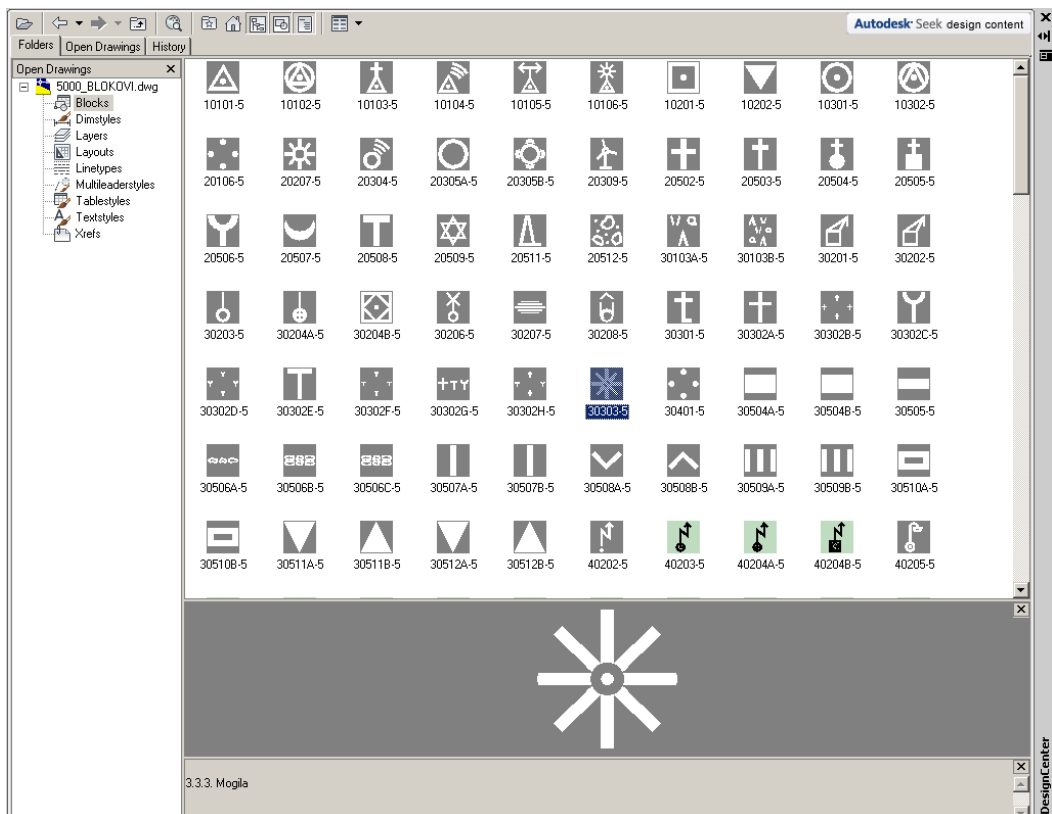 Autodesk® Seek design content
Folders Open Drawings History
Open Drawings
5000_BLOKOVI.dwg
Blocks
Dimstyles
Layers
Layouts
Linetypes
Multileaderstyles
Tablestyles
Textstyles
Xrefs
10101-5 10102-5 10103-5 10104-5 10105-5 10106-5 10201-5 10202-5 10301-5 10302-5
20106-5 20207-5 20304-5 20305A-5 20305B-5 20309-5 20502-5 20503-5 20504-5 20505-5
20506-5 20507-5 20508-5 20509-5 20511-5 20512-5 30103A-5 30103B-5 30201-5 30202-5
30203-5 30204A-5 30204B-5 30206-5 30207-5 30208-5 30301-5 30302A-5 30302B-5 30302C-5
30302D-5 30302E-5 30302F-5 30302G-5 30302H-5 30303-5 30401-5 30504A-5 30504B-5 30505-5
30506A-5 30506B-5 30506C-5 30507A-5 30507B-5 30508A-5 30508B-5 30509A-5 30509B-5 30510A-5
30510B-5 30511A-5 30511B-5 30512A-5 30512B-5 40202-5 40203-5 40204A-5 40204B-5 40205-5
3.3.3. Mogila
DesignCenter